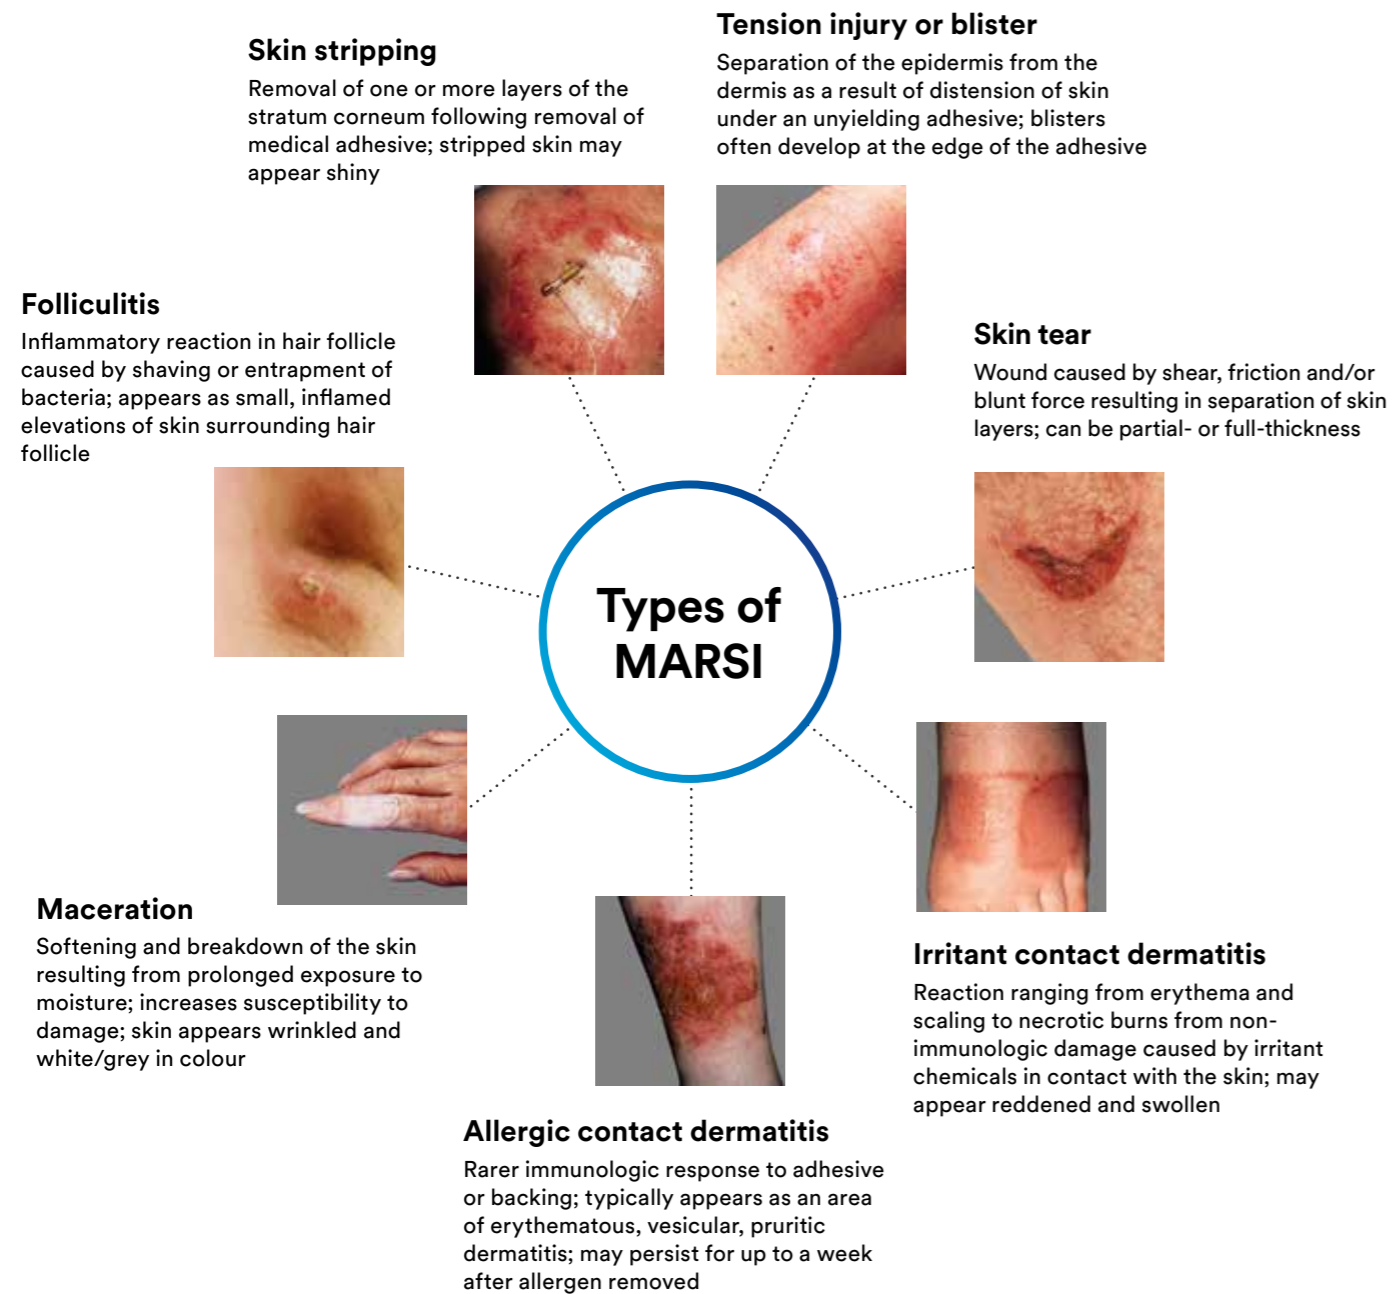 Skin stripping
Removal of one or more layers of the
stratum corneum following removal of
medical adhesive; stripped skin may
appear shiny
Tension injury or blister
Separation of the epidermis from the
dermis as a result of distension of skin
under an unyielding adhesive; blisters
often develop at the edge of the adhesive
Folliculitis
Inflammatory reaction in hair follicle
caused by shaving or entrapment of
bacteria; appears as small, inflamed
elevations of skin surrounding hair
follicle
Skin tear
Wound caused by shear, friction and/or
blunt force resulting in separation of skin
layers; can be partial- or full-thickness
Types of
MARSI
Maceration
Softening and breakdown of the skin
resulting from prolonged exposure to
moisture; increases susceptibility to
damage; skin appears wrinkled and
white/grey in colour
Irritant contact dermatitis
Reaction ranging from erythema and
scaling to necrotic burns from non-
immunologic damage caused by irritant
chemicals in contact with the skin; may
appear reddened and swollen
Allergic contact dermatitis
Rarer immunologic response to adhesive
or backing; typically appears as an area
of erythematous, vesicular, pruritic
dermatitis; may persist for up to a week
after allergen removed